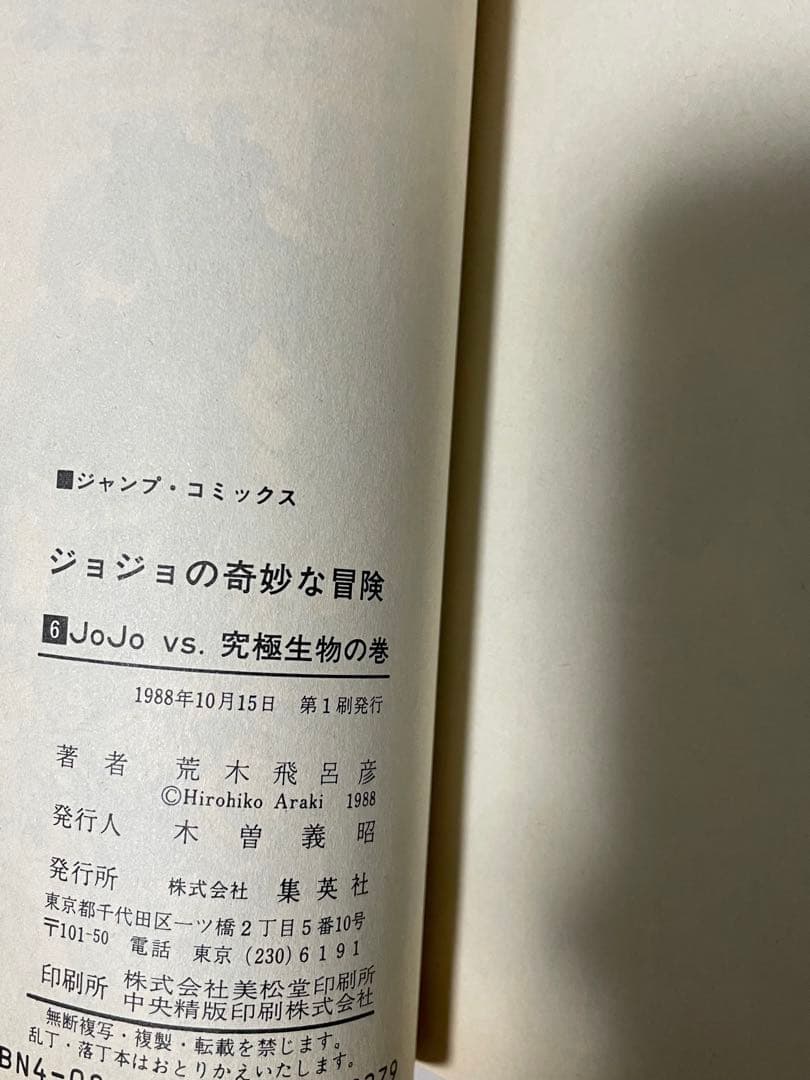 ■ジャンプ・コミックス
ジョジョの奇妙な冒険
6 JoJo vs. 究極生物の巻
1988年10月15日 第1刷発行
著者 荒木飛呂彦
©Hirohiko Araki 1988
発行人 木曽義昭
発行所 株式会社 集英社
東京都千代田区一ツ橋2丁目5番10号
〒101-50 電話 東京 (230) 6191
印刷所 株式会社美松堂印刷所
中央精版印刷株式会社
無断複写・複製・転載を禁じます。
乱丁・落丁本はおとりかえいたします。
BN4-0